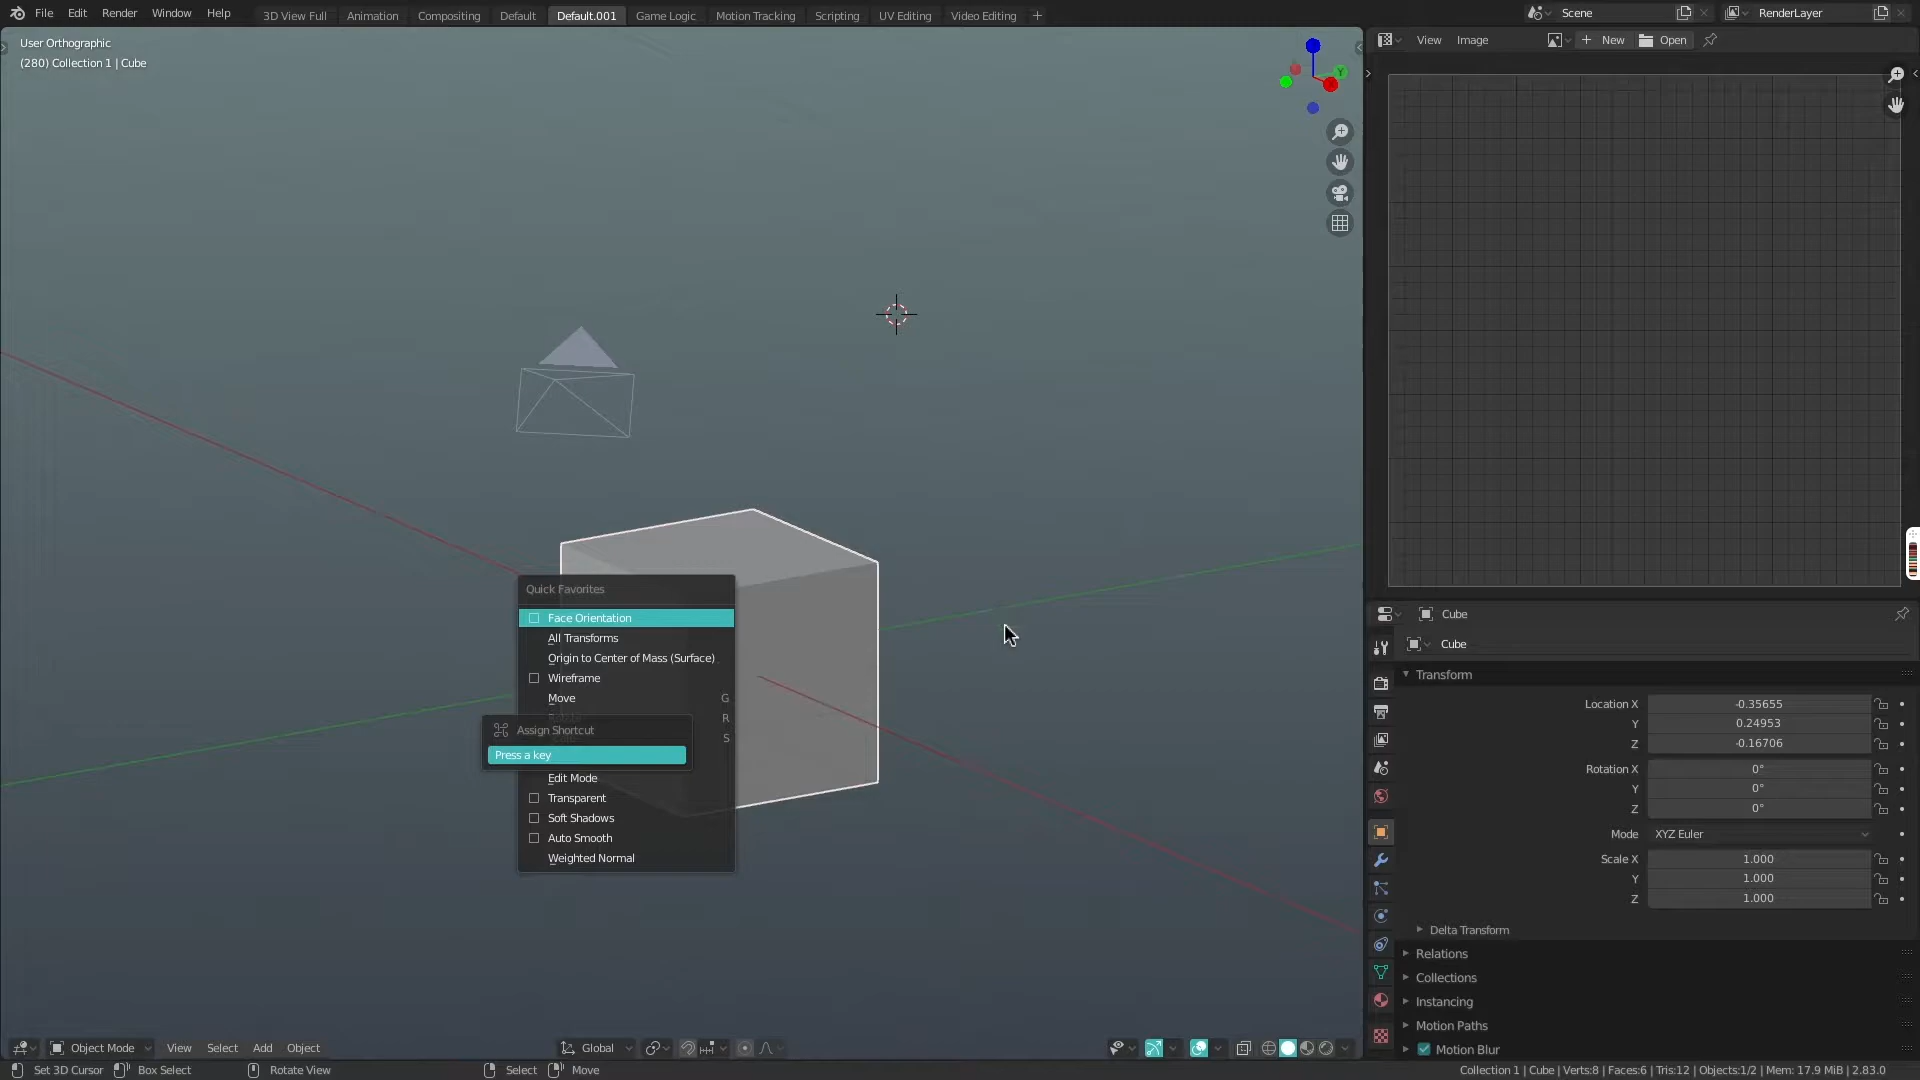 File Edit Render Window Help 3D View Full Animation Compositing Default Default.001 Game Logic Motion Tracking Scripting UV Editing Video Editing + Scene RenderLayer
User Orthographic
(280) Collection 1 | Cube
Y
View Image New Open
Quick Favorites
Face Orientation
All Transforms
Origin to Center of Mass (Surface)
Wireframe
Move G
R
S
Assign Shortcut
Press a key
Edit Mode
Transparent
Soft Shadows
Auto Smooth
Weighted Normal
Cube
Cube
Transform
Location X -0.35655
Y 0.24953
Z -0.16706
Rotation X 0°
Y 0°
Z 0°
Mode XYZ Euler
Scale X 1.000
Y 1.000
Z 1.000
Delta Transform
Relations
Collections
Instancing
Motion Paths
Motion Blur
Object Mode View Select Add Object Global
Set 3D Cursor Box Select Rotate View Select Move Collection 1 | Cube | Verts:8 | Faces:6 | Tris:12 | Objects:1/2 | Mem: 17.9 MiB | 2.83.0